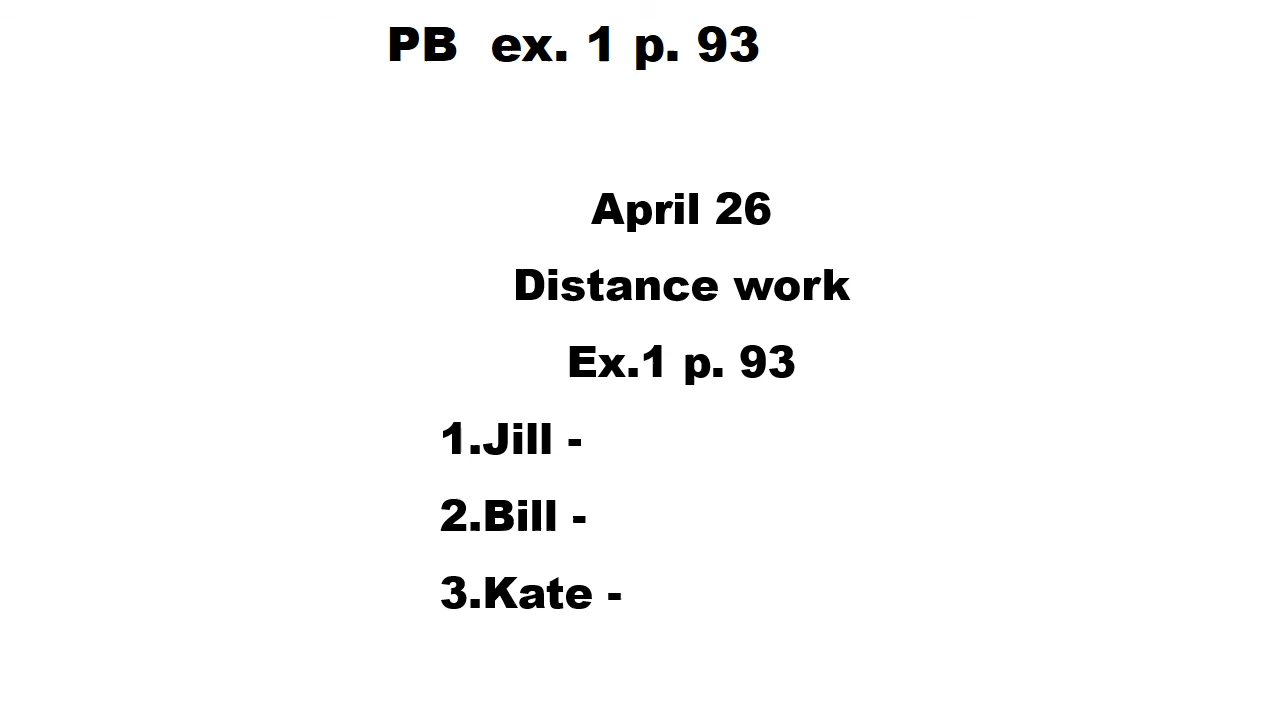 PB ex. 1 p. 93
April 26
Distance work
Ex.1 p. 93
1.Jill -
2.Bill -
3.Kate -